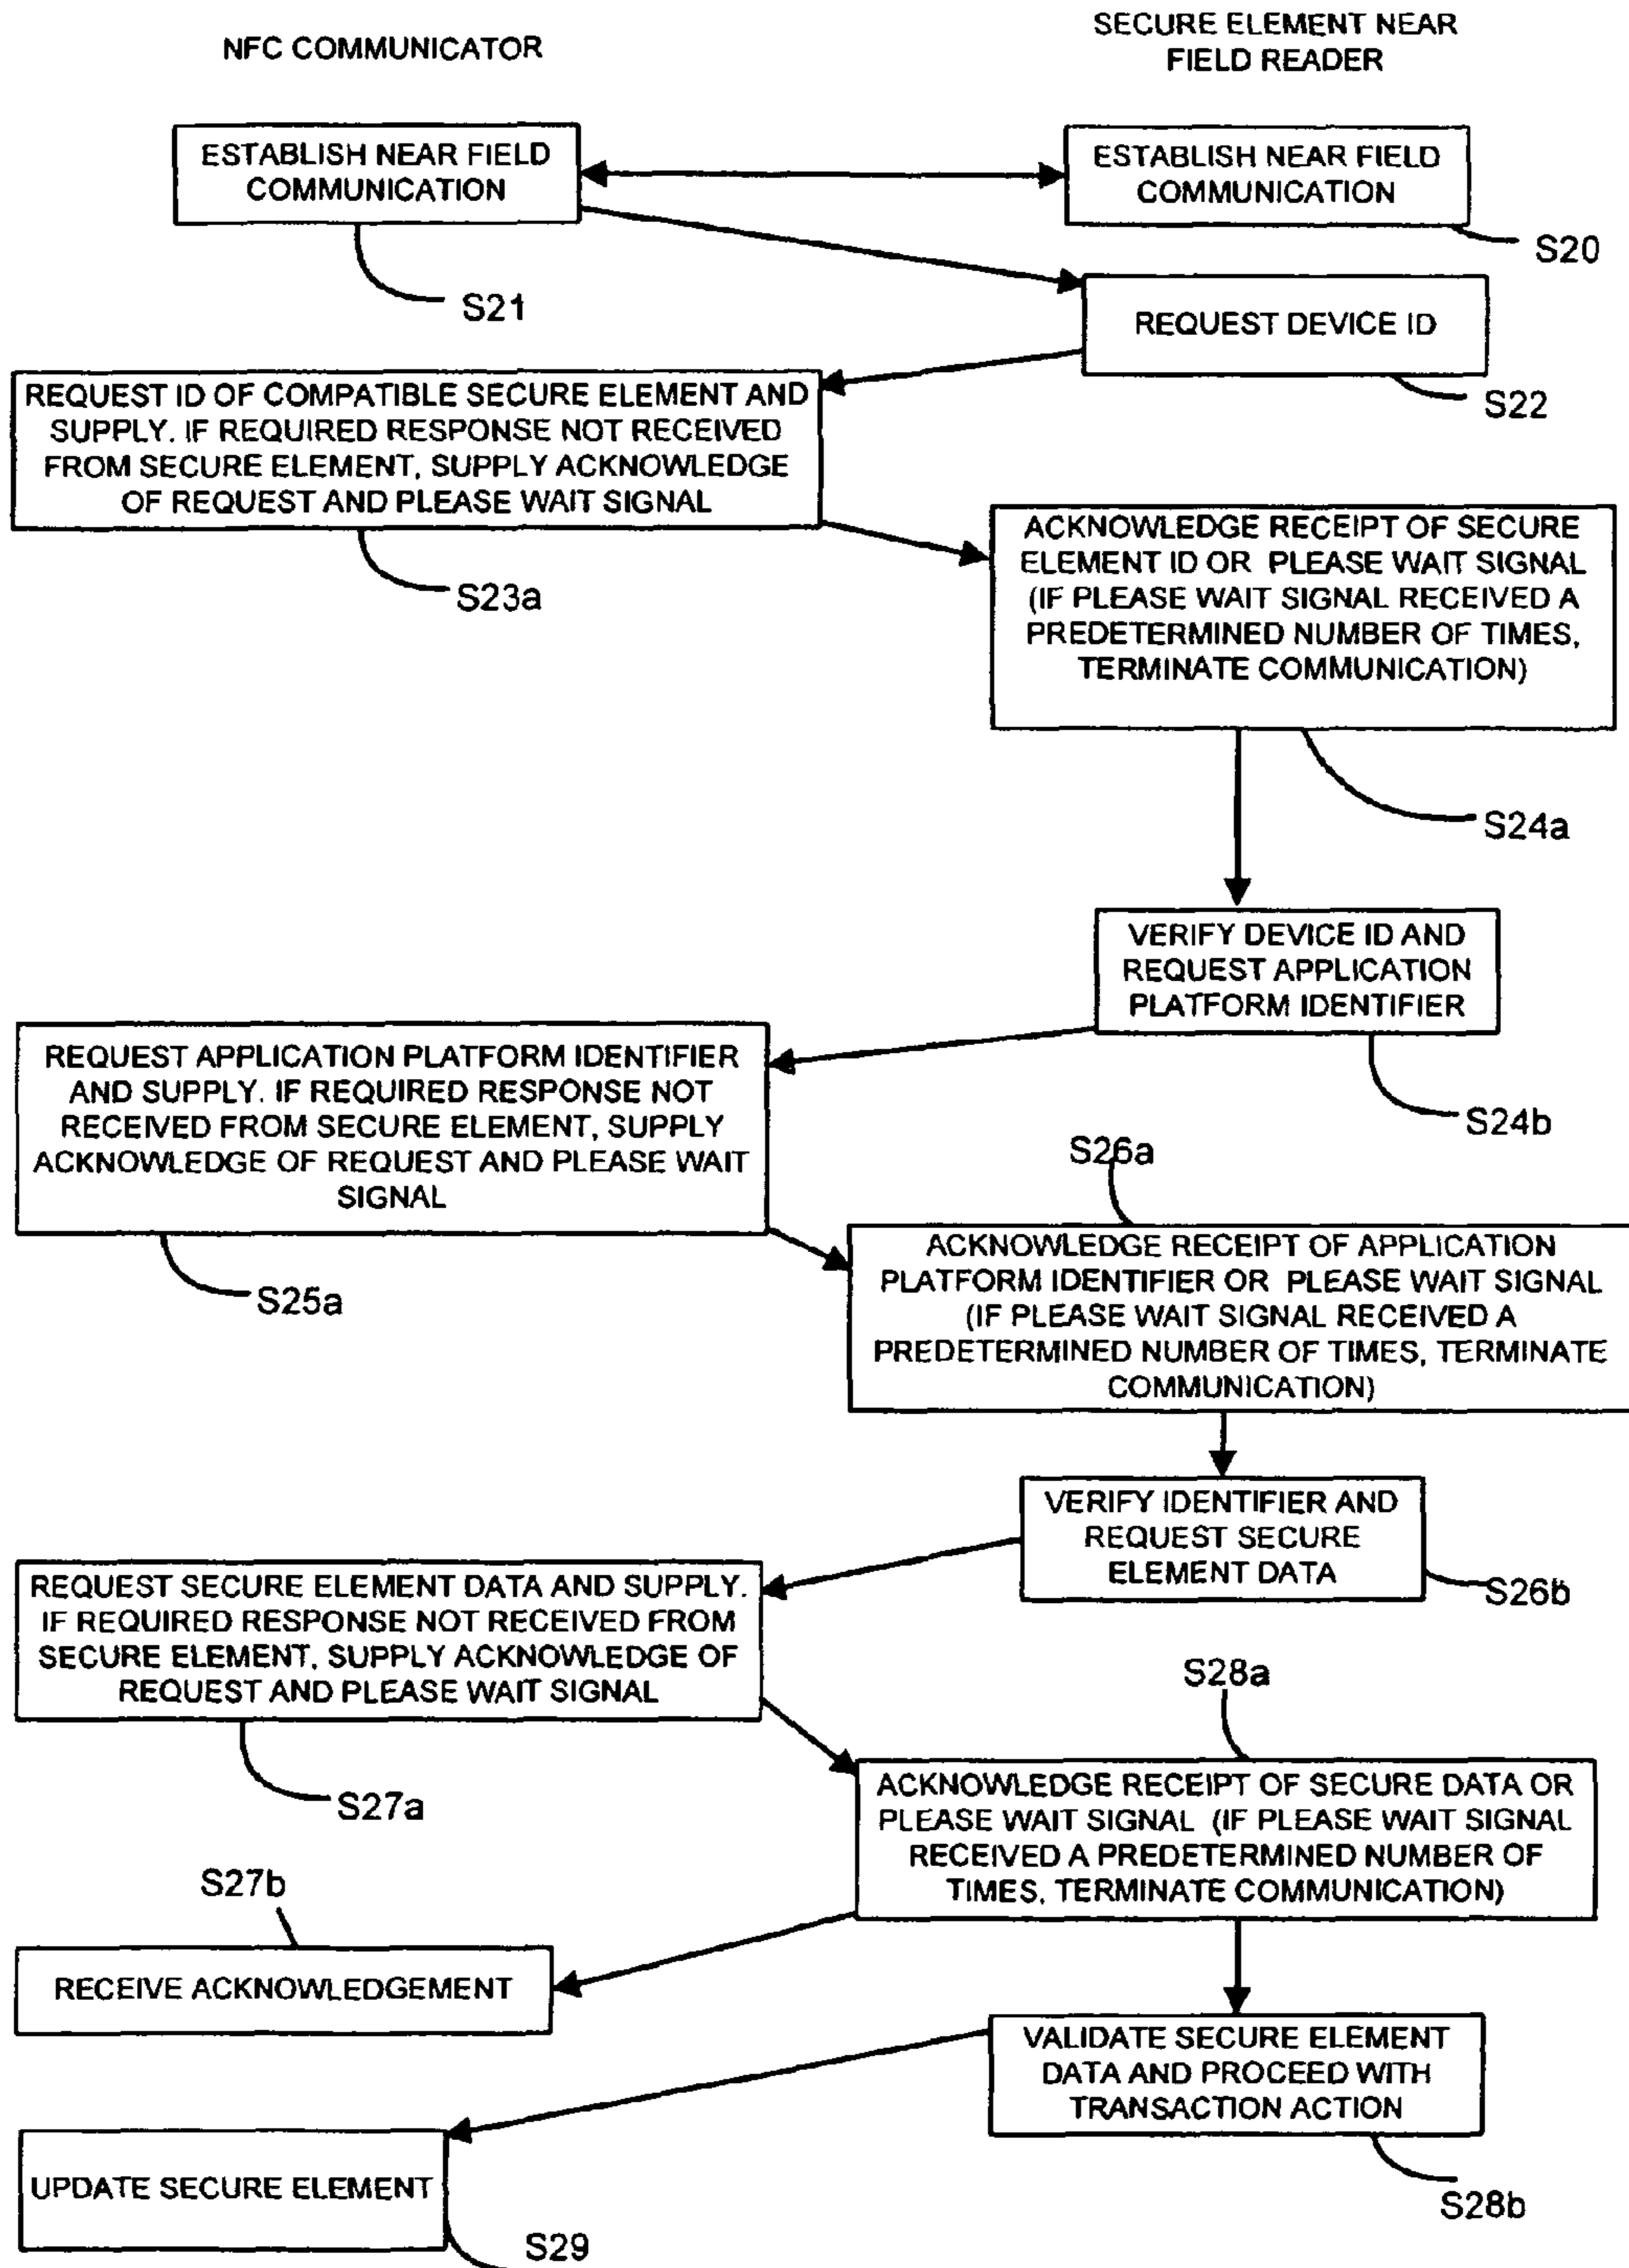 NFC COMMUNICATOR
SECURE ELEMENT NEAR
FIELD READER
ESTABLISH NEAR FIELD
COMMUNICATION
ESTABLISH NEAR FIELD
COMMUNICATION
S20
S21
REQUEST DEVICE ID
S22
REQUEST ID OF COMPATIBLE SECURE ELEMENT AND
SUPPLY. IF REQUIRED RESPONSE NOT RECEIVED
FROM SECURE ELEMENT, SUPPLY ACKNOWLEDGE
OF REQUEST AND PLEASE WAIT SIGNAL
S23a
ACKNOWLEDGE RECEIPT OF SECURE
ELEMENT ID OR PLEASE WAIT SIGNAL
(IF PLEASE WAIT SIGNAL RECEIVED A
PREDETERMINED NUMBER OF TIMES,
TERMINATE COMMUNICATION)
S24a
VERIFY DEVICE ID AND
REQUEST APPLICATION
PLATFORM IDENTIFIER
S24b
REQUEST APPLICATION PLATFORM IDENTIFIER
AND SUPPLY. IF REQUIRED RESPONSE NOT
RECEIVED FROM SECURE ELEMENT, SUPPLY
ACKNOWLEDGE OF REQUEST AND PLEASE WAIT
SIGNAL
S25a
S26a
ACKNOWLEDGE RECEIPT OF APPLICATION
PLATFORM IDENTIFIER OR PLEASE WAIT SIGNAL
(IF PLEASE WAIT SIGNAL RECEIVED A
PREDETERMINED NUMBER OF TIMES, TERMINATE
COMMUNICATION)
VERIFY IDENTIFIER AND
REQUEST SECURE
ELEMENT DATA
S26b
REQUEST SECURE ELEMENT DATA AND SUPPLY.
IF REQUIRED RESPONSE NOT RECEIVED FROM
SECURE ELEMENT, SUPPLY ACKNOWLEDGE OF
REQUEST AND PLEASE WAIT SIGNAL
S27a
S28a
ACKNOWLEDGE RECEIPT OF SECURE DATA OR
PLEASE WAIT SIGNAL (IF PLEASE WAIT SIGNAL
RECEIVED A PREDETERMINED NUMBER OF
TIMES, TERMINATE COMMUNICATION)
S27b
RECEIVE ACKNOWLEDGEMENT
VALIDATE SECURE ELEMENT
DATA AND PROCEED WITH
TRANSACTION ACTION
S28b
UPDATE SECURE ELEMENT
S29